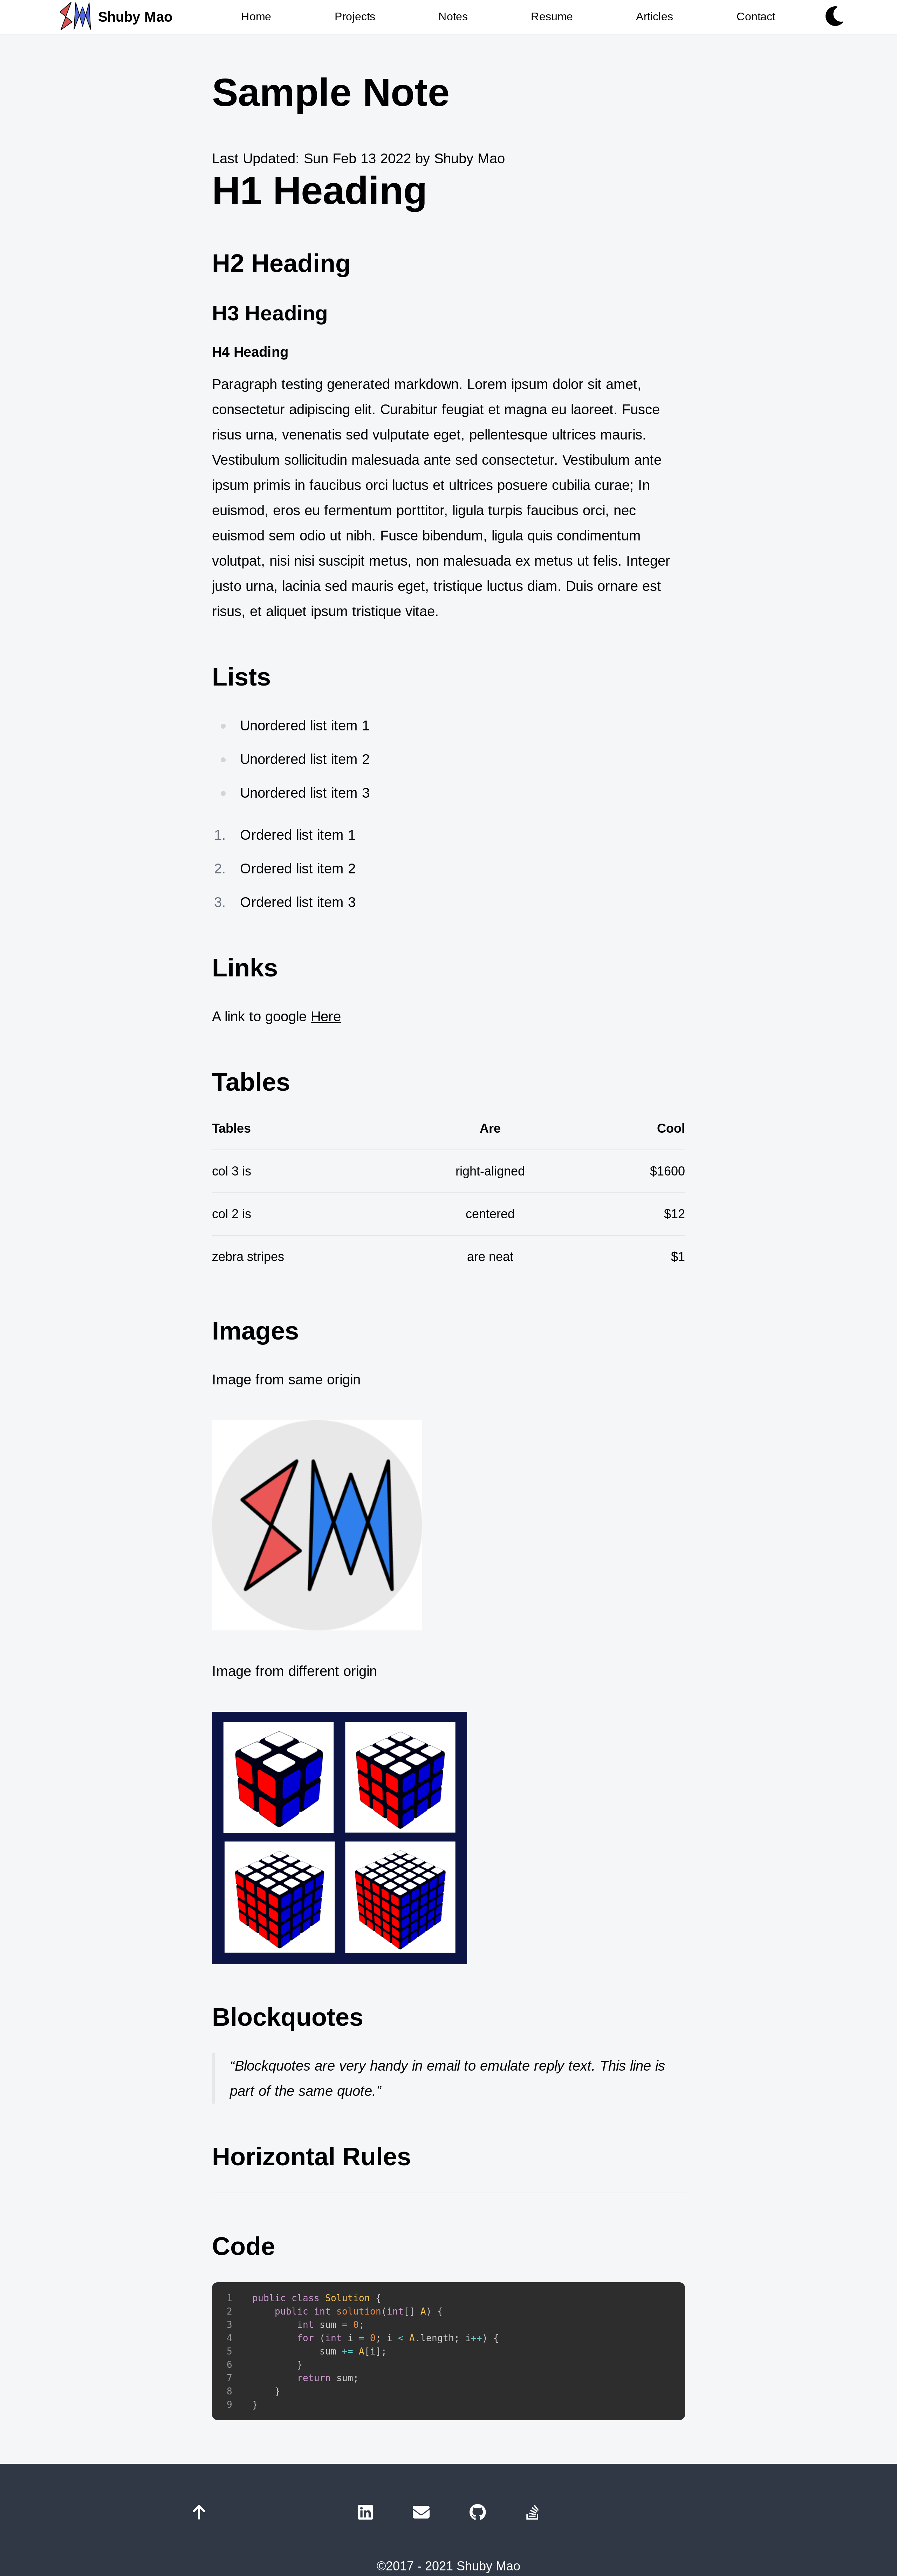 Shuby Mao
Home
Projects
Notes
Resume
Articles
Contact
Sample Note
Last Updated: Sun Feb 13 2022 by Shuby Mao
H1 Heading
H2 Heading
H3 Heading
H4 Heading
Paragraph testing generated markdown. Lorem ipsum dolor sit amet,
consectetur adipiscing elit. Curabitur feugiat et magna eu laoreet. Fusce
risus urna, venenatis sed vulputate eget, pellentesque ultrices mauris.
Vestibulum sollicitudin malesuada ante sed consectetur. Vestibulum ante
ipsum primis in faucibus orci luctus et ultrices posuere cubilia curae; In
euismod, eros eu fermentum porttitor, ligula turpis faucibus orci, nec
euismod sem odio ut nibh. Fusce bibendum, ligula quis condimentum
volutpat, nisi nisi suscipit metus, non malesuada ex metus ut felis. Integer
justo urna, lacinia sed mauris eget, tristique luctus diam. Duis ornare est
risus, et aliquet ipsum tristique vitae.
Lists
Unordered list item 1
Unordered list item 2
Unordered list item 3
1. Ordered list item 1
2. Ordered list item 2
3. Ordered list item 3
Links
A link to google Here
Tables
Tables Are Cool
col 3 is right-aligned $1600
col 2 is centered $12
zebra stripes are neat $1
Images
Image from same origin
SM
Image from different origin
Blockquotes
“Blockquotes are very handy in email to emulate reply text. This line is
part of the same quote.”
Horizontal Rules
Code
1 public class Solution {
2     public int solution(int[] A) {
3         int sum = 0;
4         for (int i = 0; i < A.length; i++) {
5             sum += A[i];
6         }
7         return sum;
8     }
9 }
©2017 - 2021 Shuby Mao